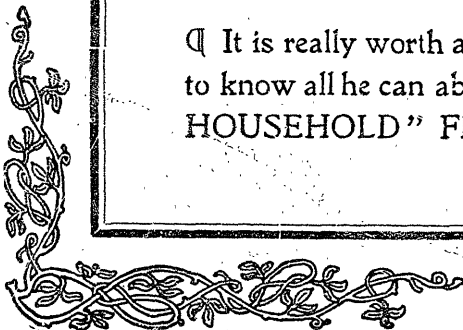 ¶ It is really worth a
to know all he can ab
HOUSEHOLD” F